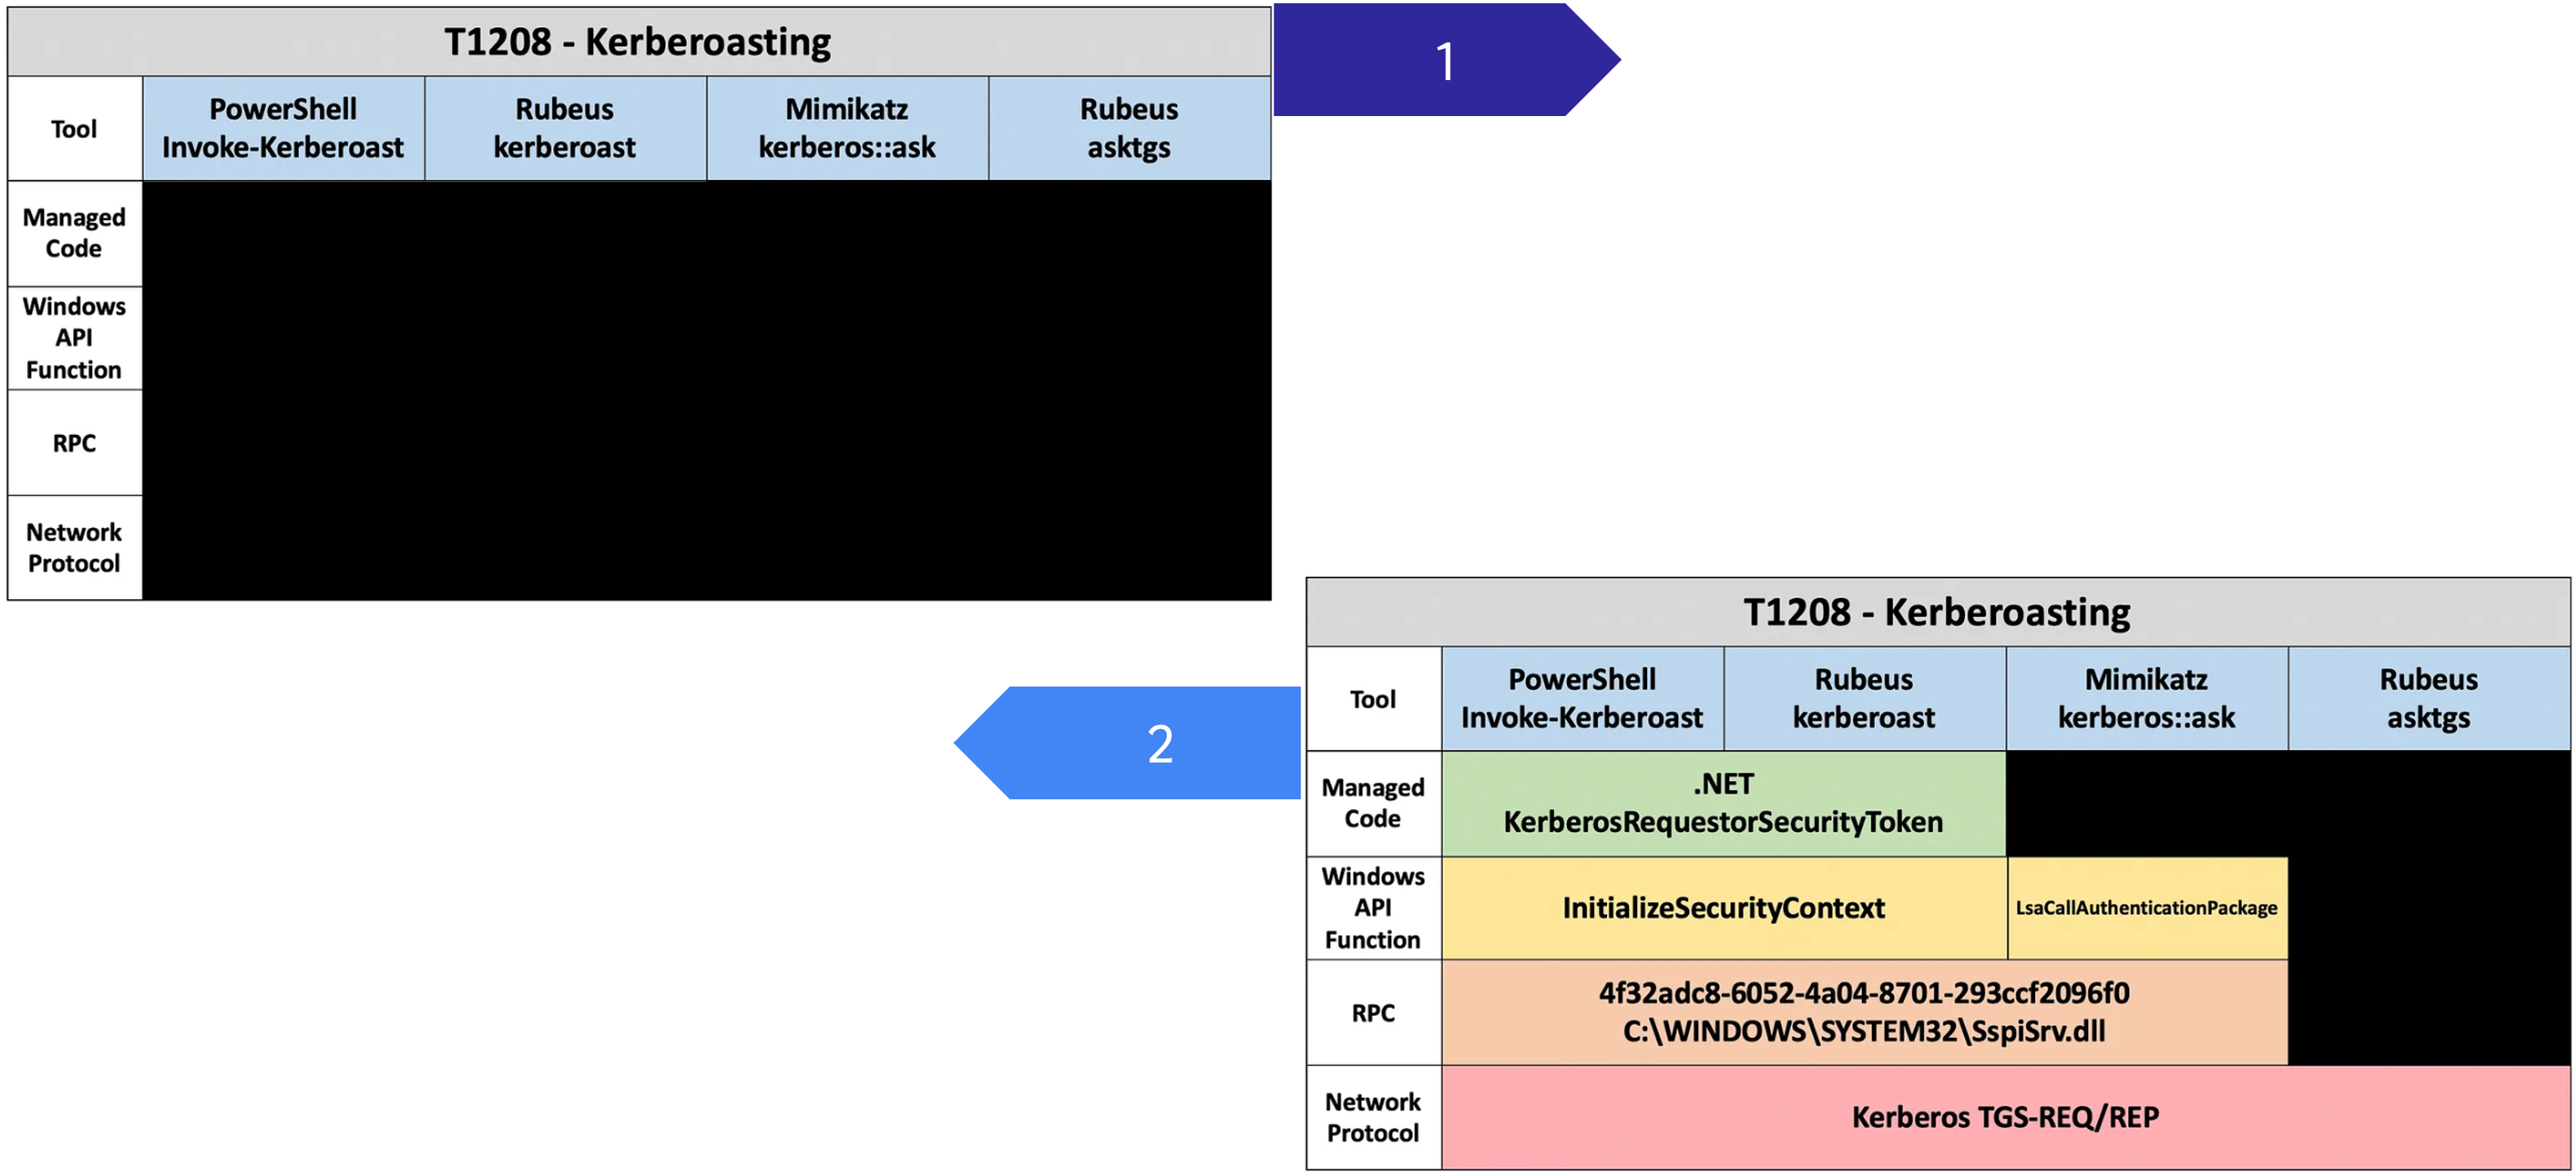 T1208 - Kerberoasting
1
Tool
PowerShell
Invoke-Kerberoast
Rubeus
kerberoast
Mimikatz
kerberos::ask
Rubeus
asktgs
Managed
Code
Windows
API
Function
RPC
Network
Protocol
2
T1208 - Kerberoasting
Tool
PowerShell
Invoke-Kerberoast
Rubeus
kerberoast
Mimikatz
kerberos::ask
Rubeus
asktgs
Managed
Code
.NET
KerberosRequestorSecurityToken
Windows
API
Function
InitializeSecurityContext
LsaCallAuthenticationPackage
RPC
4f32adc8-6052-4a04-8701-293ccf2096f0
C:\WINDOWS\SYSTEM32\SspiSrv.dll
Network
Protocol
Kerberos TGS-REQ/REP